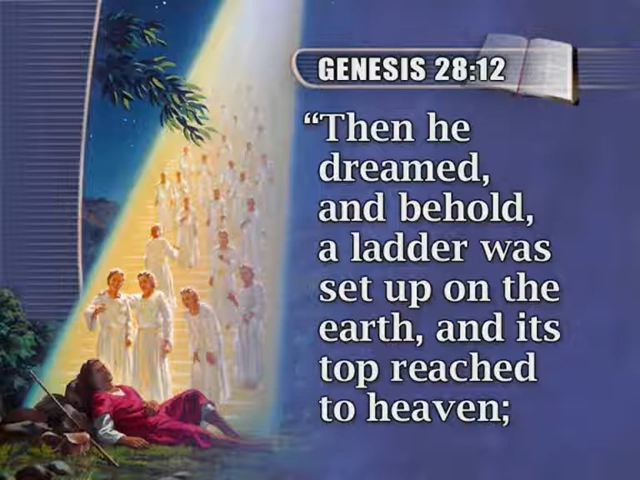 GENESIS 28:12
“Then he
dreamed,
and behold,
a ladder was
set up on the
earth, and its
top reached
to heaven;